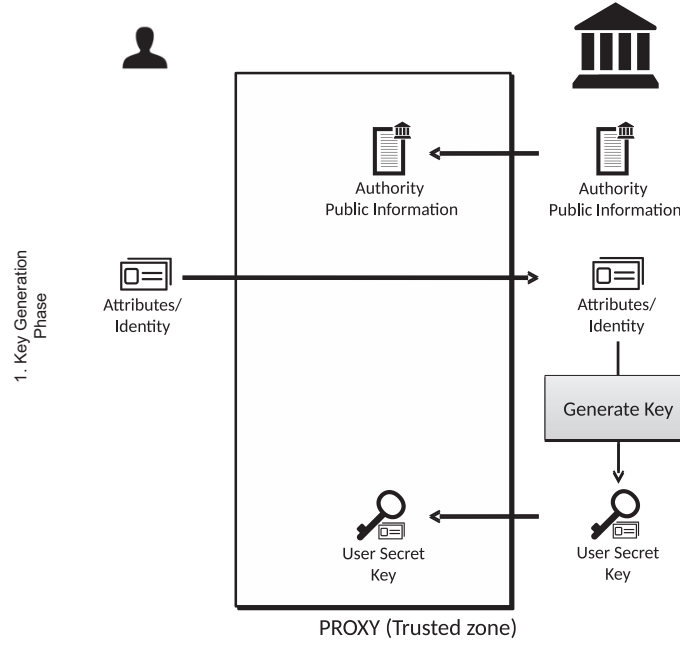 Authority
Public Information
Authority
Public Information
1. Key Generation
Phase
Attributes/
Identity
Attributes/
Identity
Generate Key
User Secret
Key
User Secret
Key
PROXY (Trusted zone)